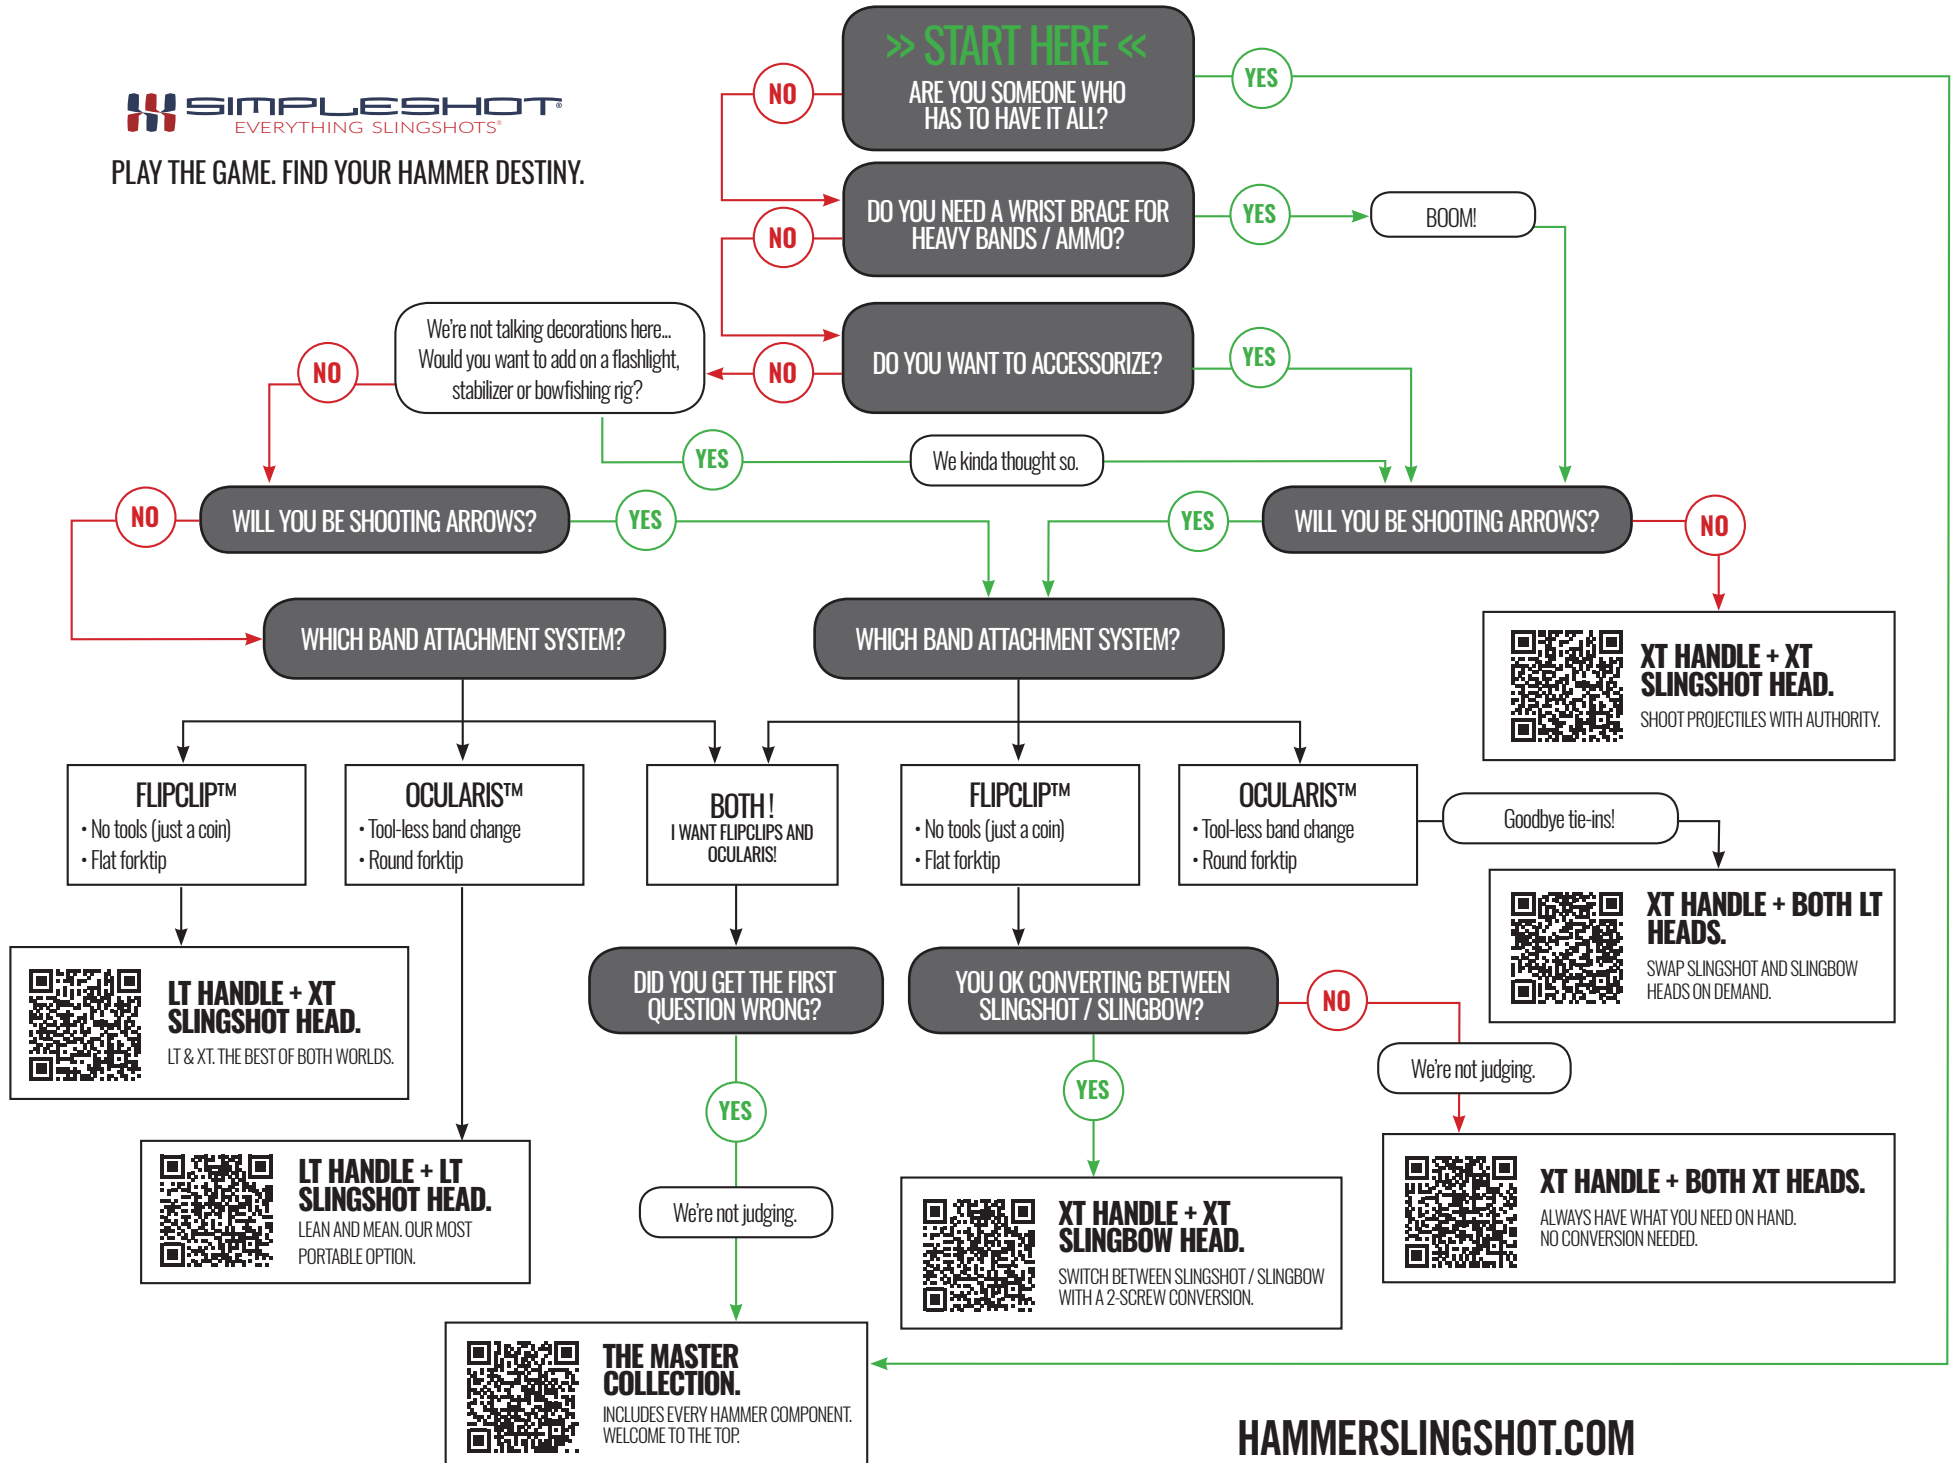 >> START HERE <<
ARE YOU SOMEONE WHO
HAS TO HAVE IT ALL?
NO
YES
SIMPLESHOT®
EVERYTHING SLINGSHOTS®
PLAY THE GAME. FIND YOUR HAMMER DESTINY.
DO YOU NEED A WRIST BRACE FOR
HEAVY BANDS / AMMO?
NO
YES
BOOM!
DO YOU WANT TO ACCESSORIZE?
NO
YES
We're not talking decorations here...
Would you want to add on a flashlight,
stabilizer or bowfishing rig?
NO
YES
We kinda thought so.
WILL YOU BE SHOOTING ARROWS?
NO
YES
WILL YOU BE SHOOTING ARROWS?
YES
NO
WHICH BAND ATTACHMENT SYSTEM?
WHICH BAND ATTACHMENT SYSTEM?
XT HANDLE + XT
SLINGSHOT HEAD.
SHOOT PROJECTILES WITH AUTHORITY.
FLIPCLIP™
• No tools (just a coin)
• Flat forktip
OCULARIS™
• Tool-less band change
• Round forktip
BOTH !
I WANT FLIPCLIPS AND
OCULARIS!
FLIPCLIP™
• No tools (just a coin)
• Flat forktip
OCULARIS™
• Tool-less band change
• Round forktip
Goodbye tie-ins!
XT HANDLE + BOTH LT
HEADS.
SWAP SLINGSHOT AND SLINGBOW
HEADS ON DEMAND.
LT HANDLE + XT
SLINGSHOT HEAD.
LT & XT. THE BEST OF BOTH WORLDS.
DID YOU GET THE FIRST
QUESTION WRONG?
YES
We're not judging.
YOU OK CONVERTING BETWEEN
SLINGSHOT / SLINGBOW?
NO
YES
We're not judging.
LT HANDLE + LT
SLINGSHOT HEAD.
LEAN AND MEAN. OUR MOST
PORTABLE OPTION.
XT HANDLE + XT
SLINGBOW HEAD.
SWITCH BETWEEN SLINGSHOT / SLINGBOW
WITH A 2-SCREW CONVERSION.
XT HANDLE + BOTH XT HEADS.
ALWAYS HAVE WHAT YOU NEED ON HAND.
NO CONVERSION NEEDED.
THE MASTER
COLLECTION.
INCLUDES EVERY HAMMER COMPONENT.
WELCOME TO THE TOP.
HAMMERSLINGSHOT.COM